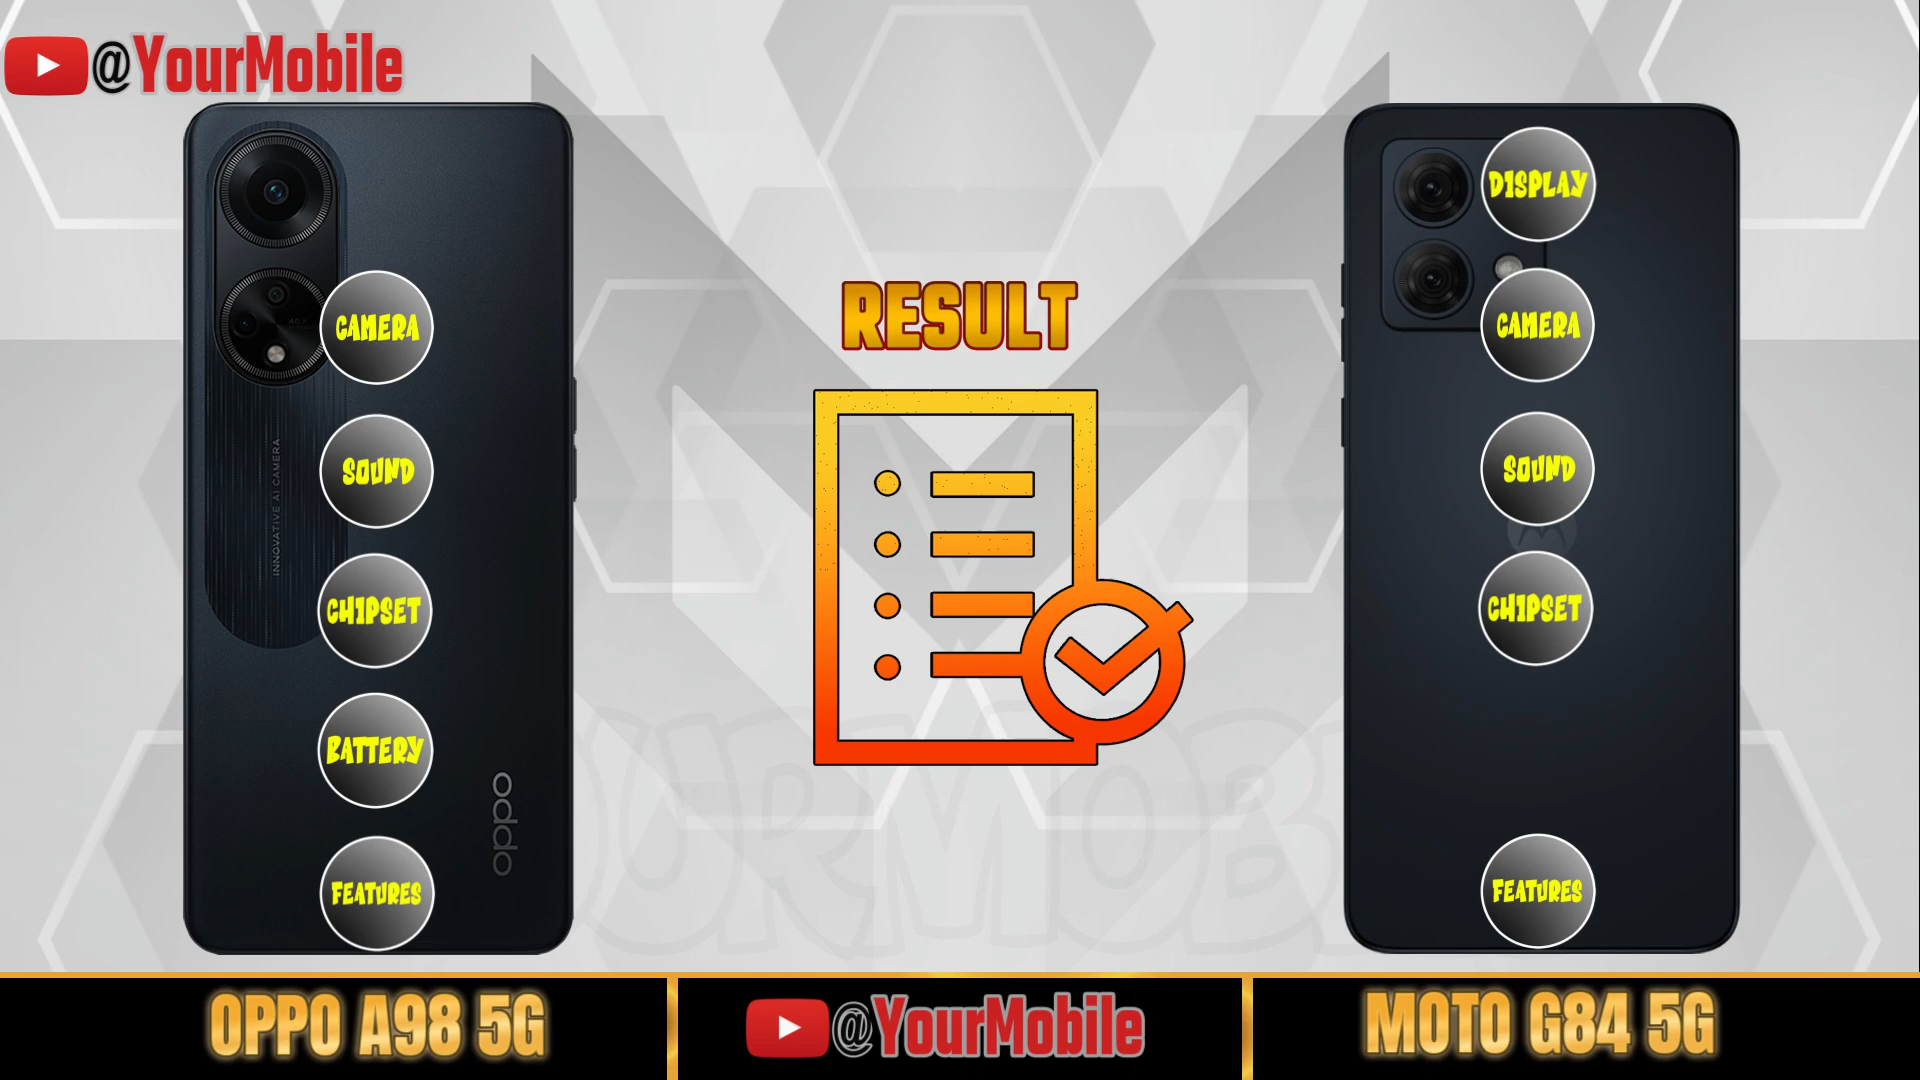 @YourMobile
INNOVATIVE AI CAMERA
CAMERA
SOUND
CHIPSET
BATTERY
FEATURES
oppo
RESULT
DISPLAY
CAMERA
SOUND
CHIPSET
FEATURES
URMOB
OPPO A98 5G
@YourMobile
MOTO G84 5G